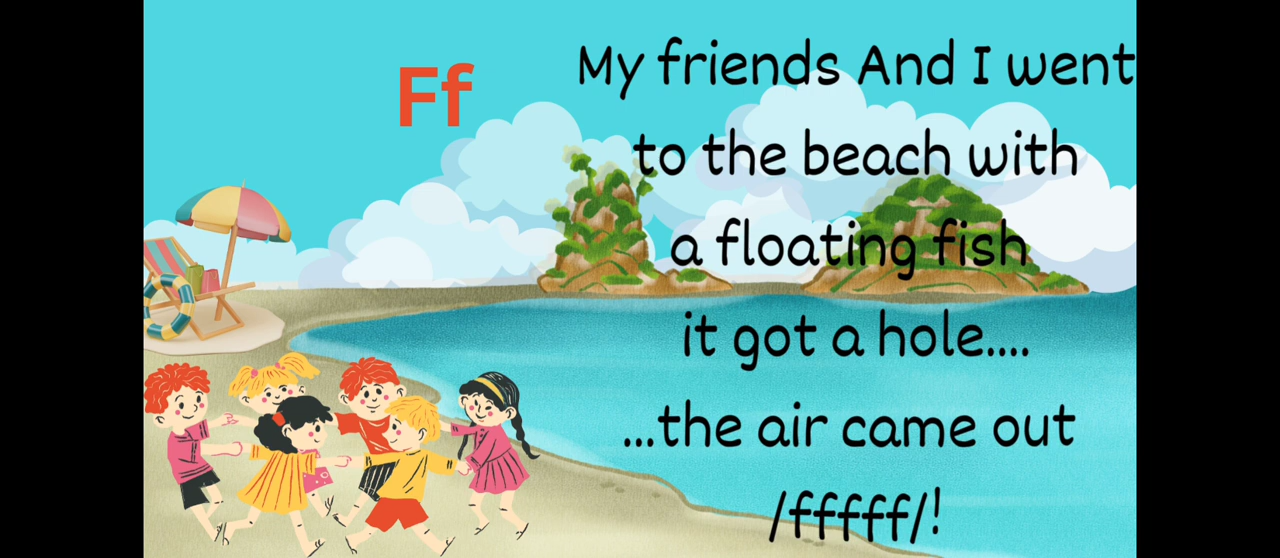 Ff
My friends And I went
to the beach with
a floating fish
it got a hole....
...the air came out
/fffff/!